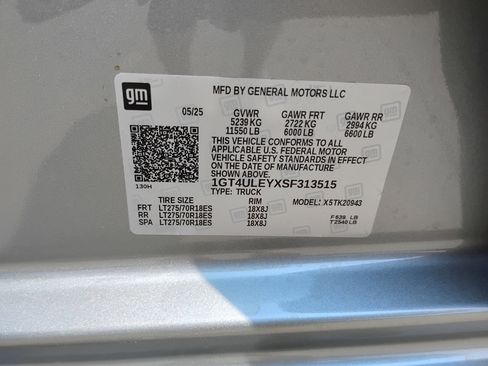 gm
MFD BY GENERAL MOTORS LLC
05/25 GVWR GAWR FRT GAWR RR
5239 KG 2722 KG 2994 KG
11550 LB 6000 LB 6600 LB
THIS VEHICLE CONFORMS TO ALL
APPLICABLE U.S. FEDERAL MOTOR
VEHICLE SAFETY STANDARDS IN EFFECT
ON THE DATE OF MANUFACTURE
SHOWN ABOVE.
1GT4ULEYXSF313515
TYPE: TRUCK
130H
TIRE SIZE RIM MODEL: X5TK20943
FRT LT275/70R18ES 18X8J
RR LT275/70R18ES 18X8J F 639 LB
SPA LT275/70R18ES 18X8J T2540 LB